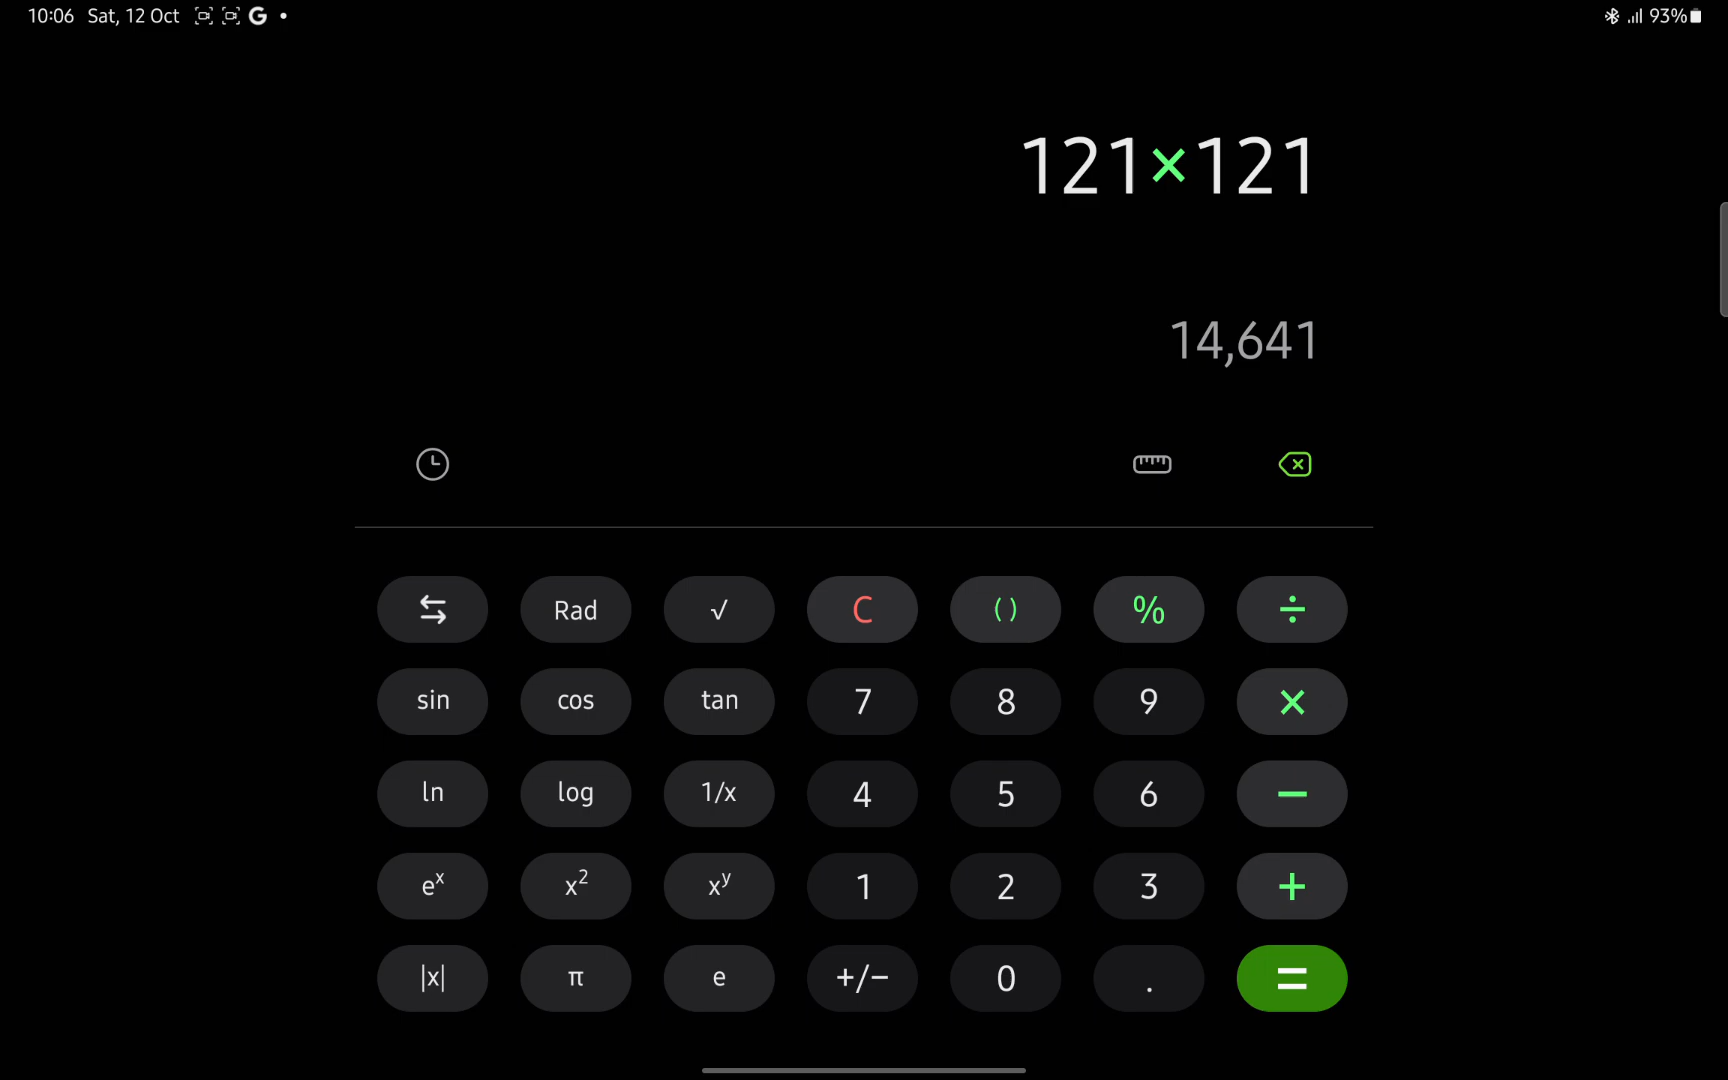 10:06 Sat, 12 Oct G • 93%
121×121
14,641
Rad √ C ( ) % ÷
sin cos tan 7 8 9 ×
ln log 1/x 4 5 6 −
eˣ x² xʸ 1 2 3 +
|x| π e +/− 0 . =